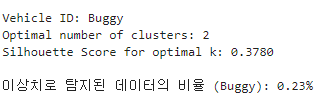 Vehicle ID: Buggy
Optimal number of clusters: 2
Silhouette Score for optimal k: 0.3780
이상치로 탐지된 데이터의 비율 (Buggy): 0.23%